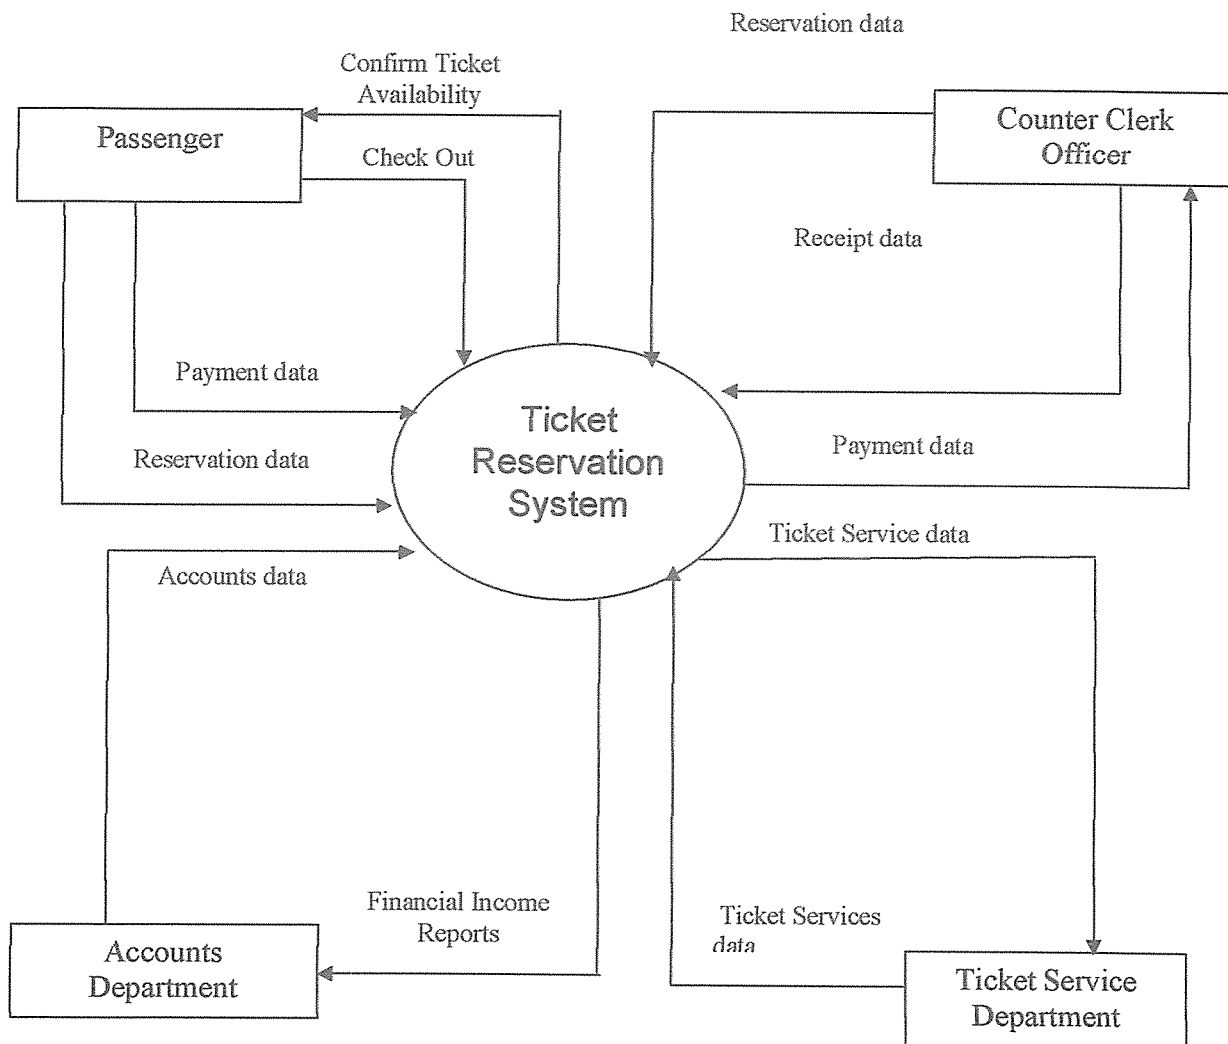 Reservation data
Confirm Ticket
Availability
Passenger
Counter Clerk
Officer
Check Out
Receipt data
Payment data
Ticket
Reservation
System
Reservation data
Payment data
Ticket Service data
Accounts data
Financial Income
Reports
Ticket Services
data
Accounts
Department
Ticket Service
Department